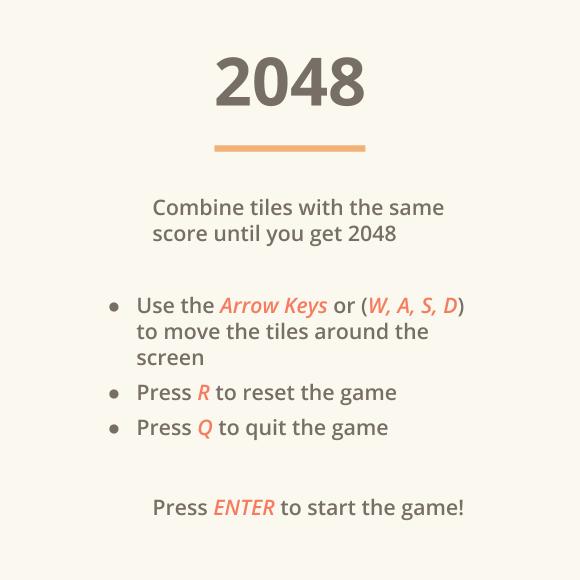 2048
Combine tiles with the same
score until you get 2048
● Use the Arrow Keys or (W, A, S, D)
to move the tiles around the
screen
● Press R to reset the game
● Press Q to quit the game
Press ENTER to start the game!